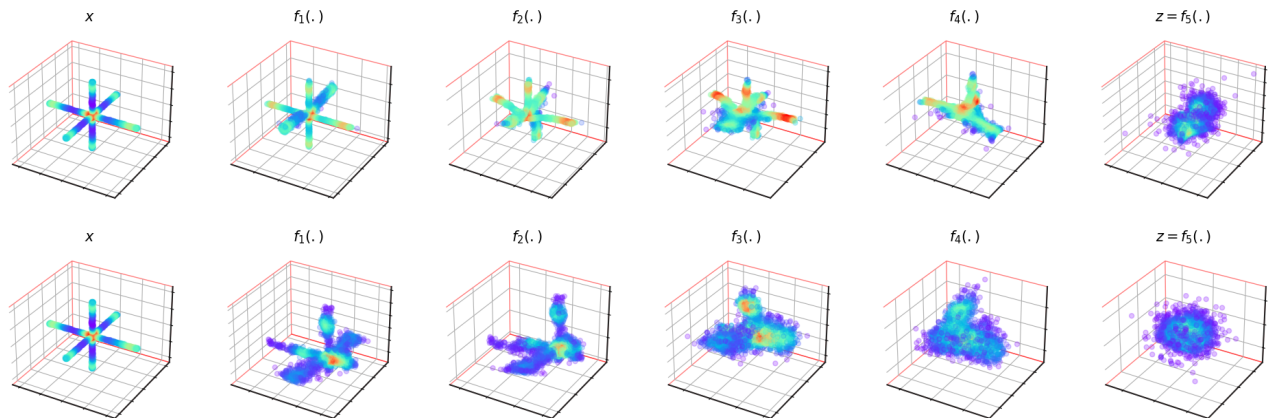 x f₁(.) f₂(.) f₃(.) f₄(.) z = f₅(.)
x f₁(.) f₂(.) f₃(.) f₄(.) z = f₅(.)